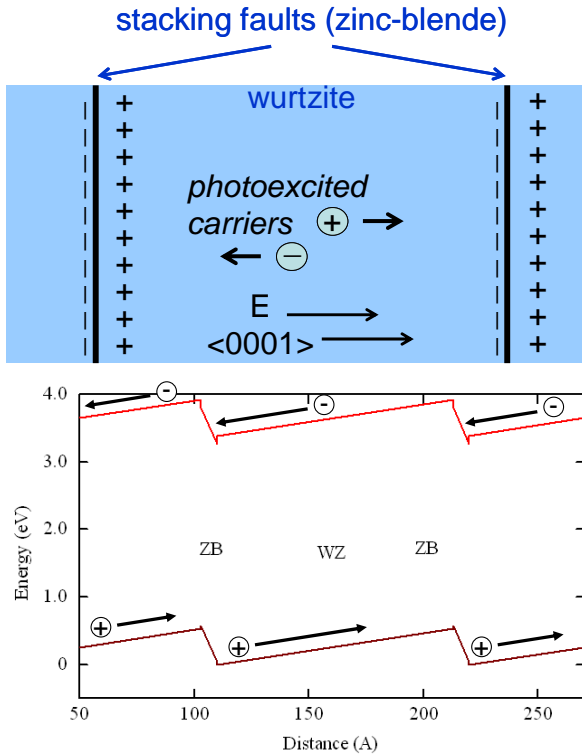 stacking faults (zinc-blende)
wurtzite
photoexcited
carriers
+
−
E
<0001>
4.0
3.0
2.0
1.0
0
Energy (eV)
ZB
WZ
ZB
50
100
150
200
250
Distance (A)